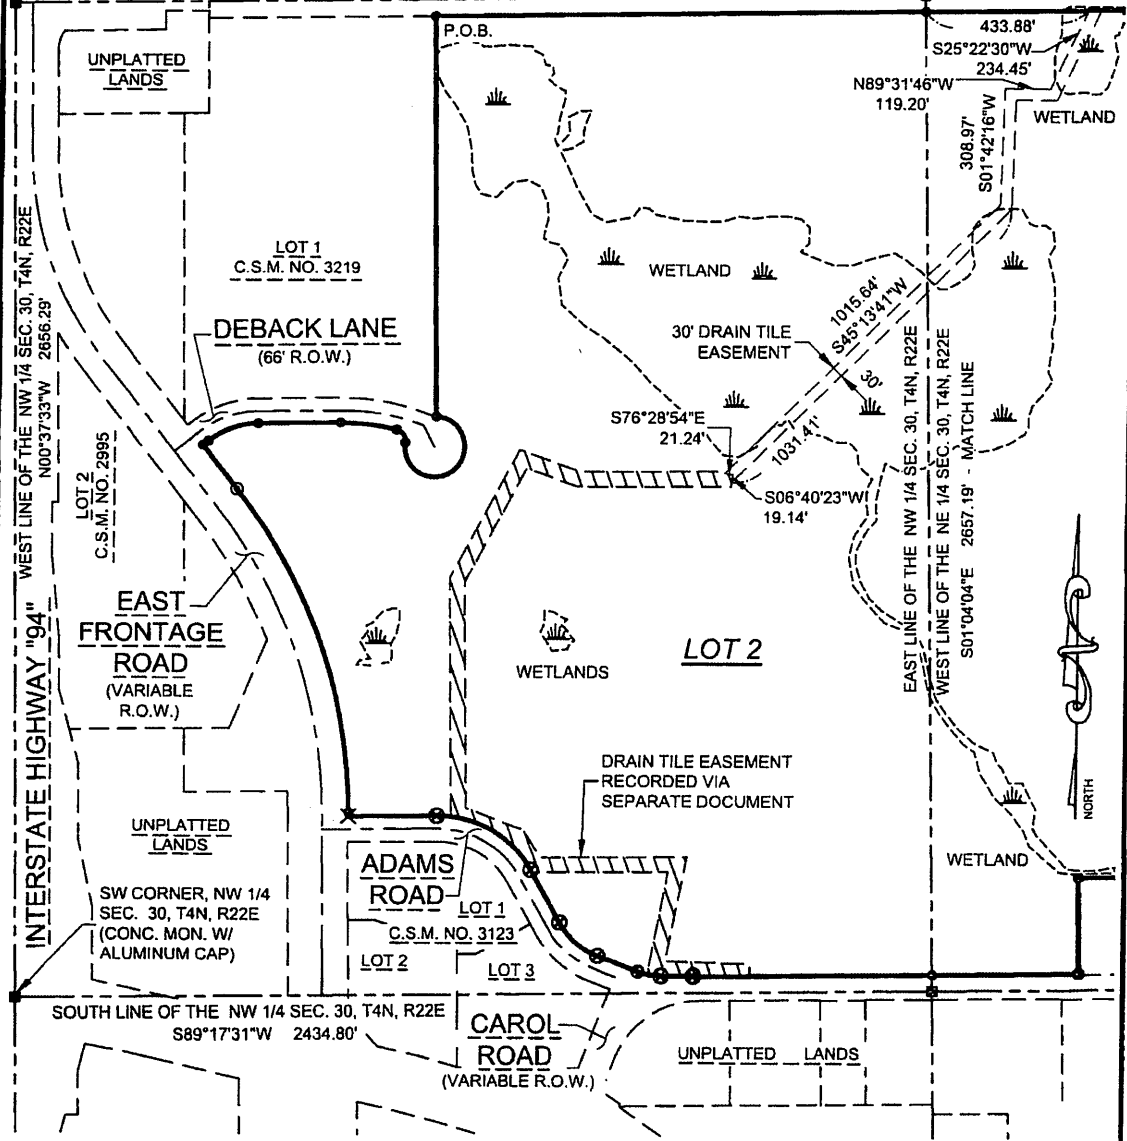 P.O.B.
433.88'
S25°22'30"W
234.45'
N89°31'46"W
119.20'
WETLAND
308.97'
S01°42'16"W
UNPLATTED
LANDS
LOT 1
C.S.M. NO. 3219
DEBACK LANE
(66' R.O.W.)
WETLAND
1015.64'
S45°13'41"W
30' DRAIN TILE
EASEMENT
30'
1031.41'
S76°28'54"E
21.24'
S06°40'23"W
19.14'
WEST LINE OF THE NW 1/4 SEC. 30, T4N, R22E
N00°37'33"W 2656.29'
LOT 2
C.S.M. NO. 2995
EAST
FRONTAGE
ROAD
(VARIABLE
R.O.W.)
INTERSTATE HIGHWAY "94"
WETLANDS
LOT 2
EAST LINE OF THE NW 1/4 SEC. 30, T4N, R22E
WEST LINE OF THE NE 1/4 SEC. 30, T4N, R22E
S01°04'04"E 2657.19' - MATCH LINE
NORTH
DRAIN TILE EASEMENT
RECORDED VIA
SEPARATE DOCUMENT
UNPLATTED
LANDS
ADAMS
ROAD
WETLAND
SW CORNER, NW 1/4
SEC. 30, T4N, R22E
(CONC. MON. W/
ALUMINUM CAP)
LOT 1
C.S.M. NO. 3123
LOT 2
LOT 3
SOUTH LINE OF THE NW 1/4 SEC. 30, T4N, R22E
S89°17'31"W 2434.80'
CAROL
ROAD
(VARIABLE R.O.W.)
UNPLATTED LANDS